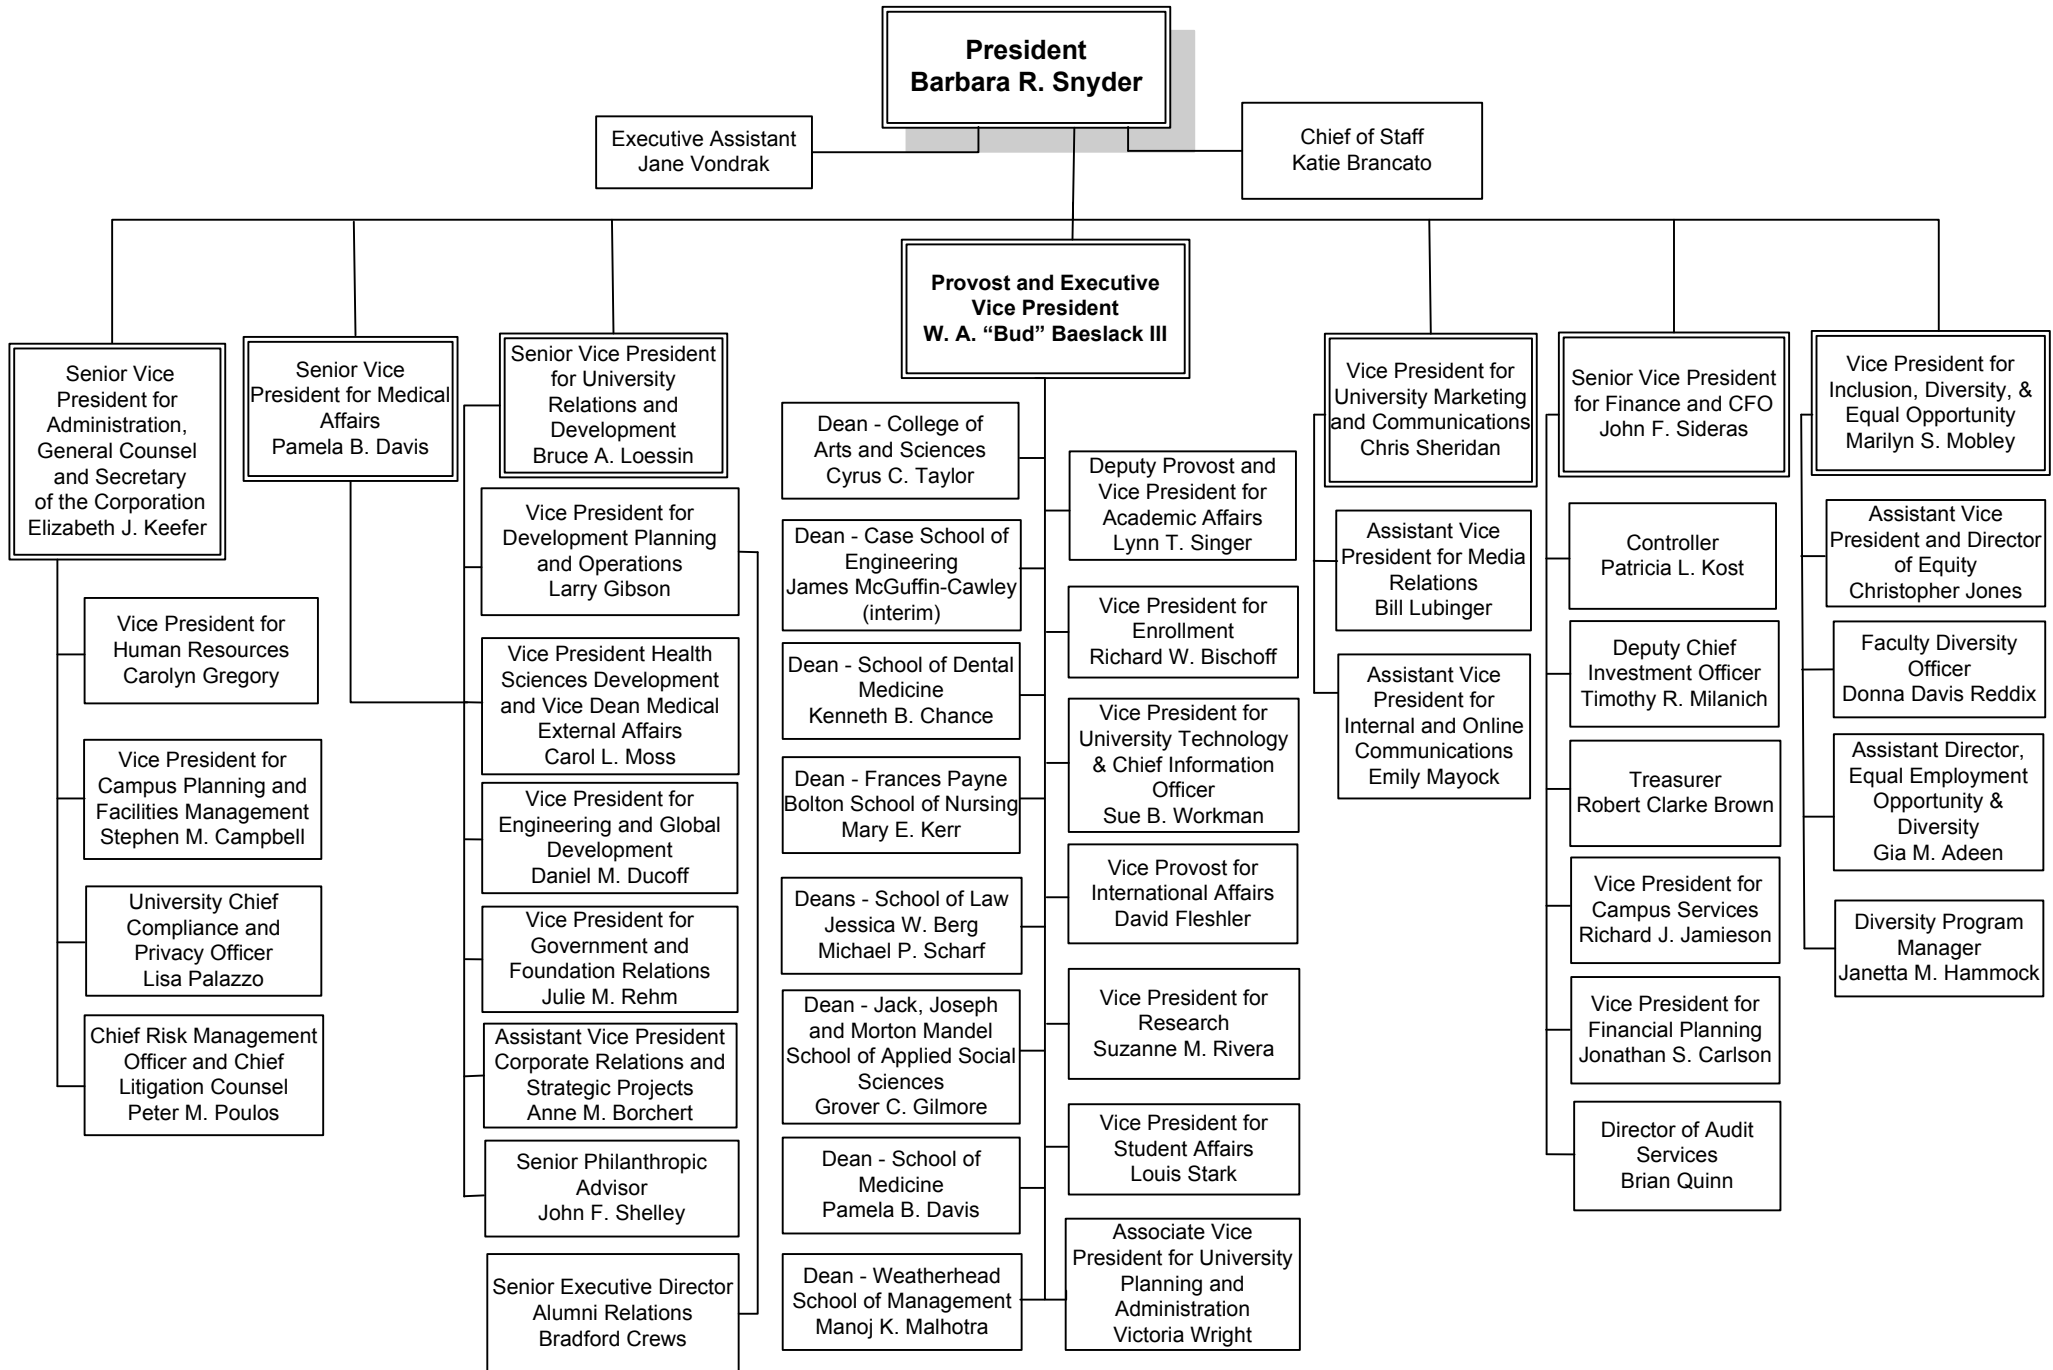 President
Barbara R. Snyder
Executive Assistant
Jane Vondrak
Chief of Staff
Katie Brancato
Provost and Executive
Vice President
W. A. “Bud” Baeslack III
Senior Vice
President for
Administration,
General Counsel
and Secretary
of the Corporation
Elizabeth J. Keefer
Vice President for
Human Resources
Carolyn Gregory
Vice President for
Campus Planning and
Facilities Management
Stephen M. Campbell
University Chief
Compliance and
Privacy Officer
Lisa Palazzo
Chief Risk Management
Officer and Chief
Litigation Counsel
Peter M. Poulos
Senior Vice
President for Medical
Affairs
Pamela B. Davis
Senior Vice President
for University
Relations and
Development
Bruce A. Loessin
Vice President for
Development Planning
and Operations
Larry Gibson
Vice President Health
Sciences Development
and Vice Dean Medical
External Affairs
Carol L. Moss
Vice President for
Engineering and Global
Development
Daniel M. Ducoff
Vice President for
Government and
Foundation Relations
Julie M. Rehm
Assistant Vice President
Corporate Relations and
Strategic Projects
Anne M. Borchert
Senior Philanthropic
Advisor
John F. Shelley
Senior Executive Director
Alumni Relations
Bradford Crews
Dean - College of
Arts and Sciences
Cyrus C. Taylor
Dean - Case School of
Engineering
James McGuffin-Cawley
(interim)
Dean - School of Dental
Medicine
Kenneth B. Chance
Dean - Frances Payne
Bolton School of Nursing
Mary E. Kerr
Deans - School of Law
Jessica W. Berg
Michael P. Scharf
Dean - Jack, Joseph
and Morton Mandel
School of Applied Social
Sciences
Grover C. Gilmore
Dean - School of
Medicine
Pamela B. Davis
Dean - Weatherhead
School of Management
Manoj K. Malhotra
Deputy Provost and
Vice President for
Academic Affairs
Lynn T. Singer
Vice President for
Enrollment
Richard W. Bischoff
Vice President for
University Technology
& Chief Information
Officer
Sue B. Workman
Vice Provost for
International Affairs
David Fleshler
Vice President for
Research
Suzanne M. Rivera
Vice President for
Student Affairs
Louis Stark
Associate Vice
President for University
Planning and
Administration
Victoria Wright
Vice President for
University Marketing
and Communications
Chris Sheridan
Assistant Vice
President for Media
Relations
Bill Lubinger
Assistant Vice
President for
Internal and Online
Communications
Emily Mayock
Senior Vice President
for Finance and CFO
John F. Sideras
Controller
Patricia L. Kost
Deputy Chief
Investment Officer
Timothy R. Milanich
Treasurer
Robert Clarke Brown
Vice President for
Campus Services
Richard J. Jamieson
Vice President for
Financial Planning
Jonathan S. Carlson
Director of Audit
Services
Brian Quinn
Vice President for
Inclusion, Diversity, &
Equal Opportunity
Marilyn S. Mobley
Assistant Vice
President and Director
of Equity
Christopher Jones
Faculty Diversity
Officer
Donna Davis Reddix
Assistant Director,
Equal Employment
Opportunity &
Diversity
Gia M. Adeen
Diversity Program
Manager
Janetta M. Hammock